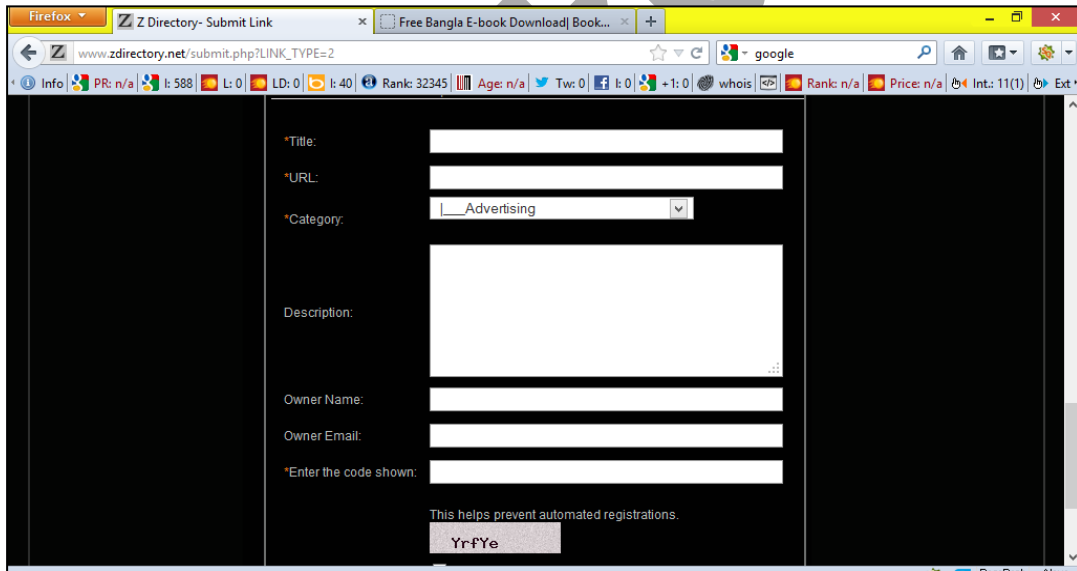 Firefox
Z Directory- Submit Link
Free Bangla E-book Download| Book...
www.zdirectory.net/submit.php?LINK_TYPE=2
google
Info PR: n/a I: 588 L: 0 LD: 0 I: 40 Rank: 32345 Age: n/a Tw: 0 l: 0 +1: 0 whois Rank: n/a Price: n/a Int.: 11(1) Ext
*Title:
*URL:
*Category: |___Advertising
Description:
Owner Name:
Owner Email:
*Enter the code shown:
This helps prevent automated registrations.
YrfYe